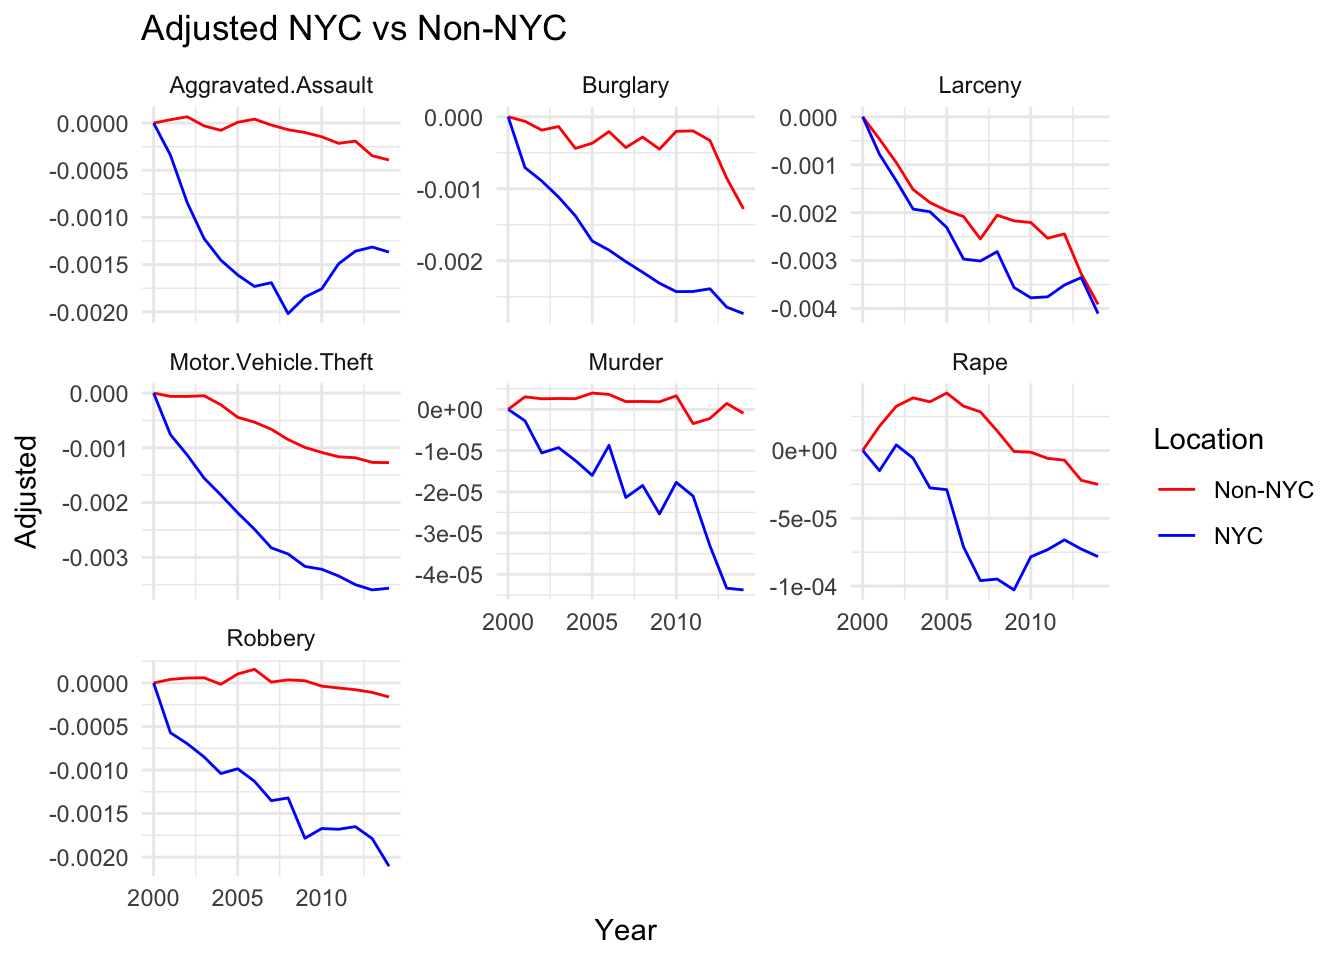 Adjusted NYC vs Non-NYC
Aggravated.Assault
Burglary
Larceny
0.0000
-0.0005
-0.0010
-0.0015
-0.0020
0.000
-0.001
-0.002
0.000
-0.001
-0.002
-0.003
-0.004
Motor.Vehicle.Theft
Murder
Rape
0.000
-0.001
-0.002
-0.003
0e+00
-1e-05
-2e-05
-3e-05
-4e-05
0e+00
-5e-05
-1e-04
2000 2005 2010
2000 2005 2010
Robbery
0.0000
-0.0005
-0.0010
-0.0015
-0.0020
2000 2005 2010
Adjusted
Year
Location
Non-NYC
NYC